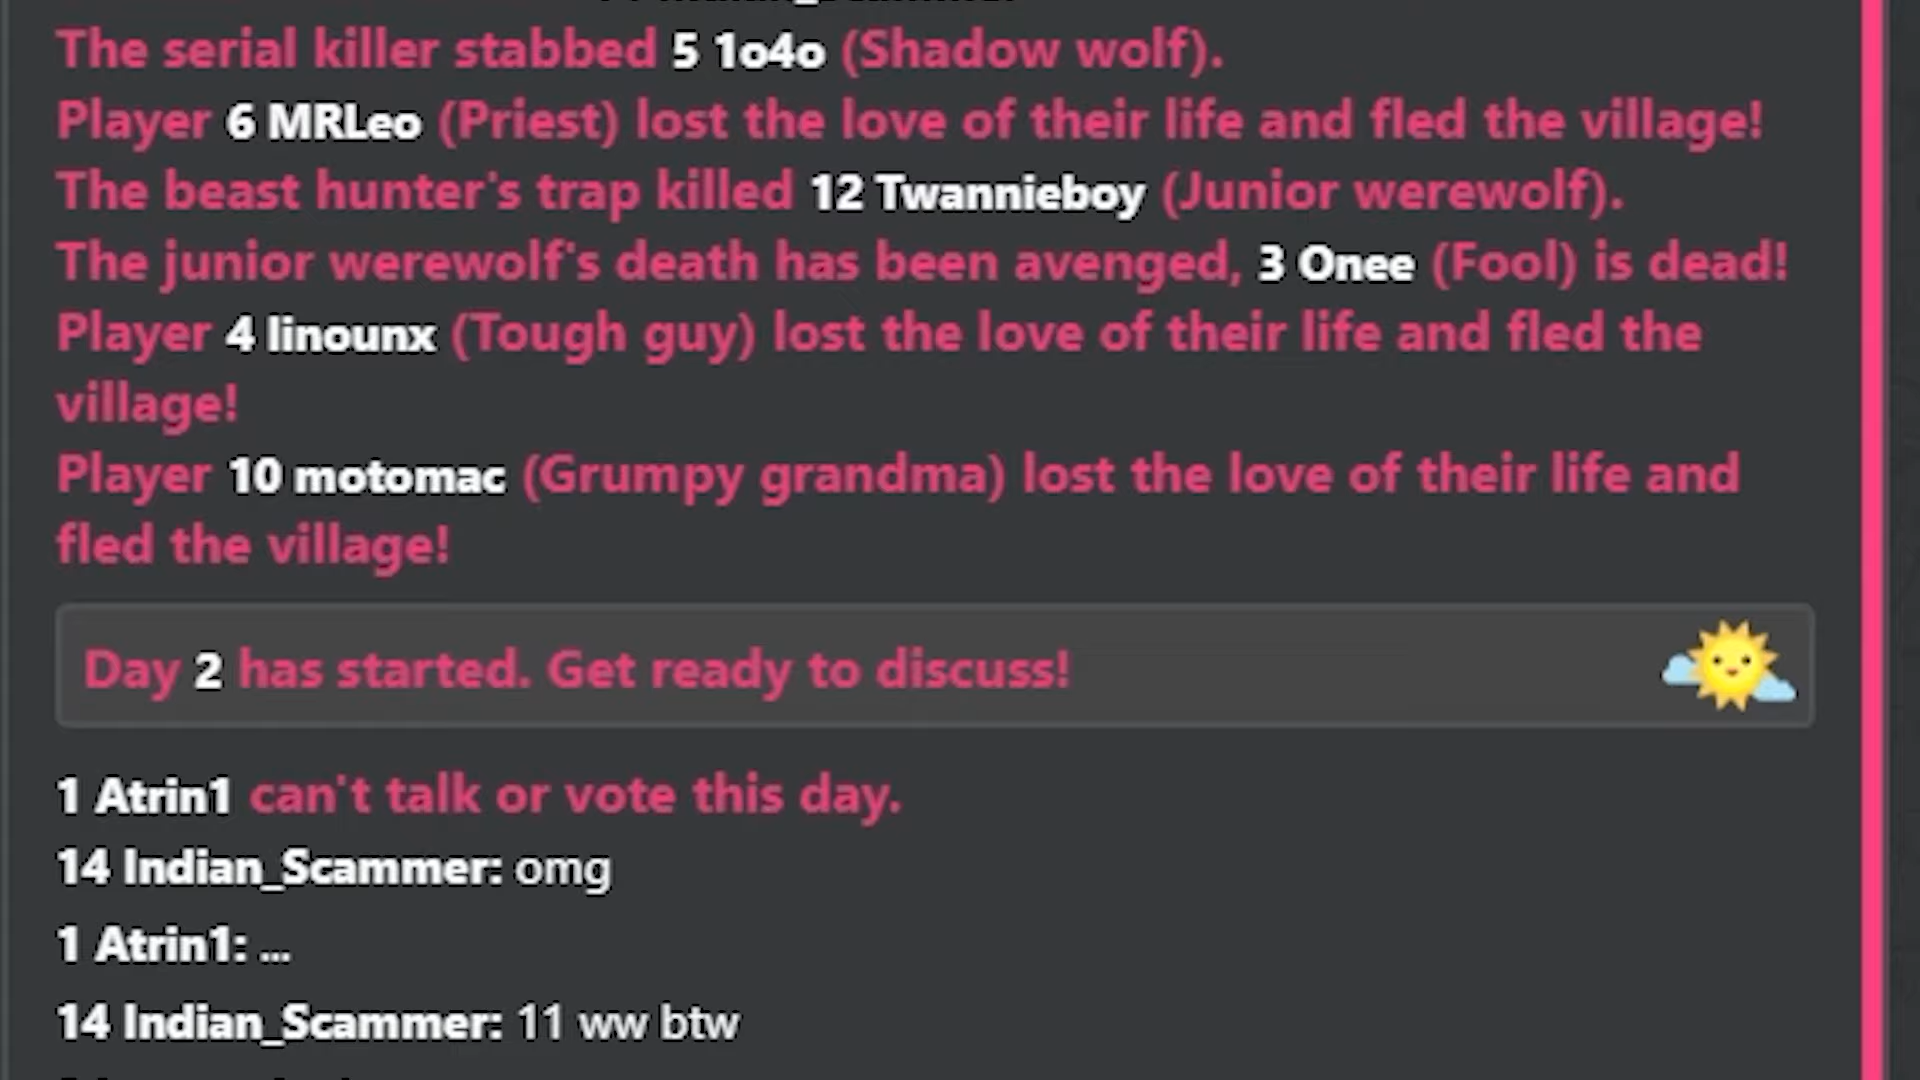 The serial killer stabbed 5 1o4o (Shadow wolf).
Player 6 MRLeo (Priest) lost the love of their life and fled the village!
The beast hunter's trap killed 12 Twannieboy (Junior werewolf).
The junior werewolf's death has been avenged, 3 Onee (Fool) is dead!
Player 4 linounx (Tough guy) lost the love of their life and fled the
village!
Player 10 motomac (Grumpy grandma) lost the love of their life and
fled the village!
Day 2 has started. Get ready to discuss!
1 Atrin1 can't talk or vote this day.
14 Indian_Scammer: omg
1 Atrin1: ...
14 Indian_Scammer: 11 ww btw